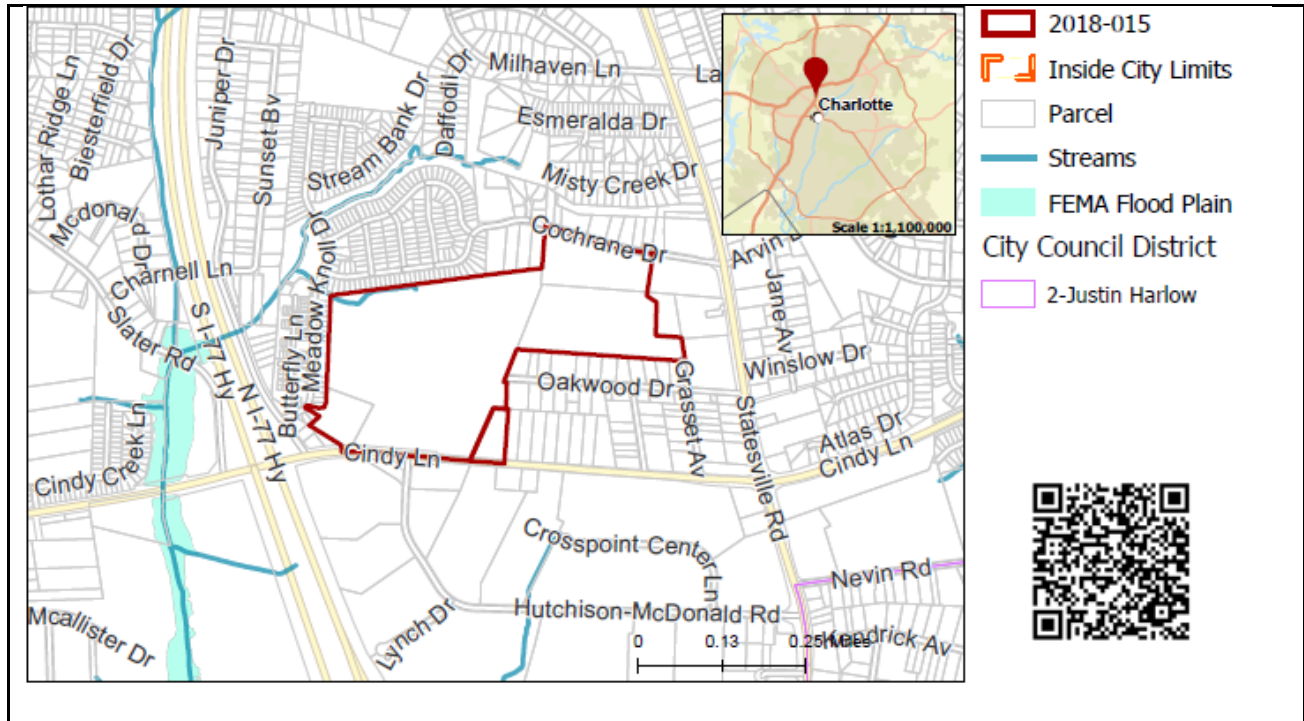 Lothar Ridge Ln
Biesterfield Dr
Juniper Dr
Sunset Bv
Stream Bank Dr
Daffodil Dr
Milhaven Ln
Esmeralda Dr
Misty Creek Dr
La
Mcdonald Dr
Charnell Ln
Slater Rd
S I-77 Hy
N I-77 Hy
Butterfly Ln
Meadow Knoll Dr
Cochrane Dr
Arvin D
Jane Av
Winslow Dr
Oakwood Dr
Grasset Av
Statesville Rd
Atlas Dr
Cindy Ln
Cindy Ln
Cindy Creek Ln
Crosspoint Center Ln
Nevin Rd
Hutchison-McDonald Rd
Lynch Dr
Mcallister Dr
Kendrick Av
0 0.13 0.25 Miles
Charlotte
Scale 1:1,100,000
2018-015
Inside City Limits
Parcel
Streams
FEMA Flood Plain
City Council District
2-Justin Harlow